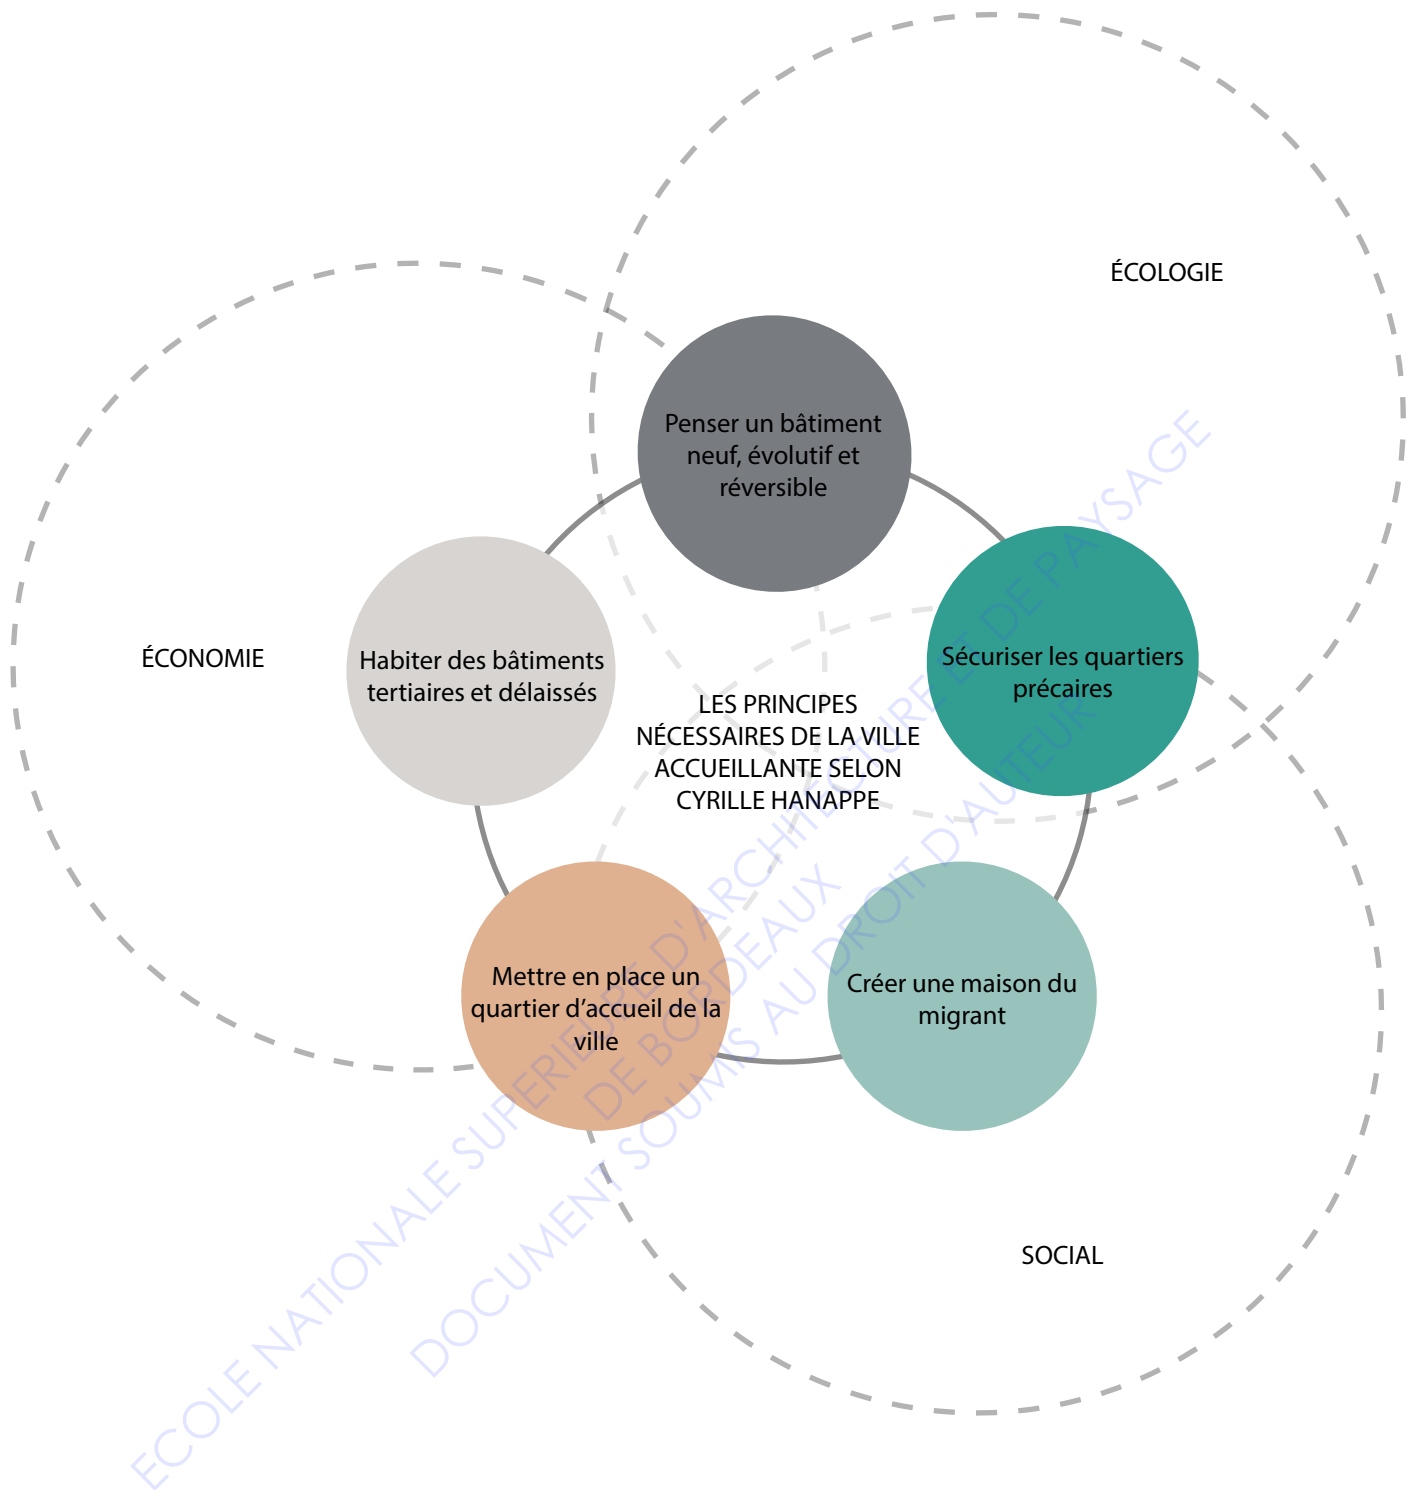 ÉCOLOGIE
Penser un bâtiment
neuf, évolutif et
réversible
ÉCONOMIE
Habiter des bâtiments
tertiaires et délaissés
Sécuriser les quartiers
précaires
LES PRINCIPES
NÉCESSAIRES DE LA VILLE
ACCUEILLANTE SELON
CYRILLE HANAPPE
Mettre en place un
quartier d’accueil de la
ville
Créer une maison du
migrant
SOCIAL
ECOLE NATIONALE SUPERIEURE D'ARCHITECTURE ET DE PAYSAGE
DE BORDEAUX
DOCUMENT SOUMIS AU DROIT D'AUTEUR